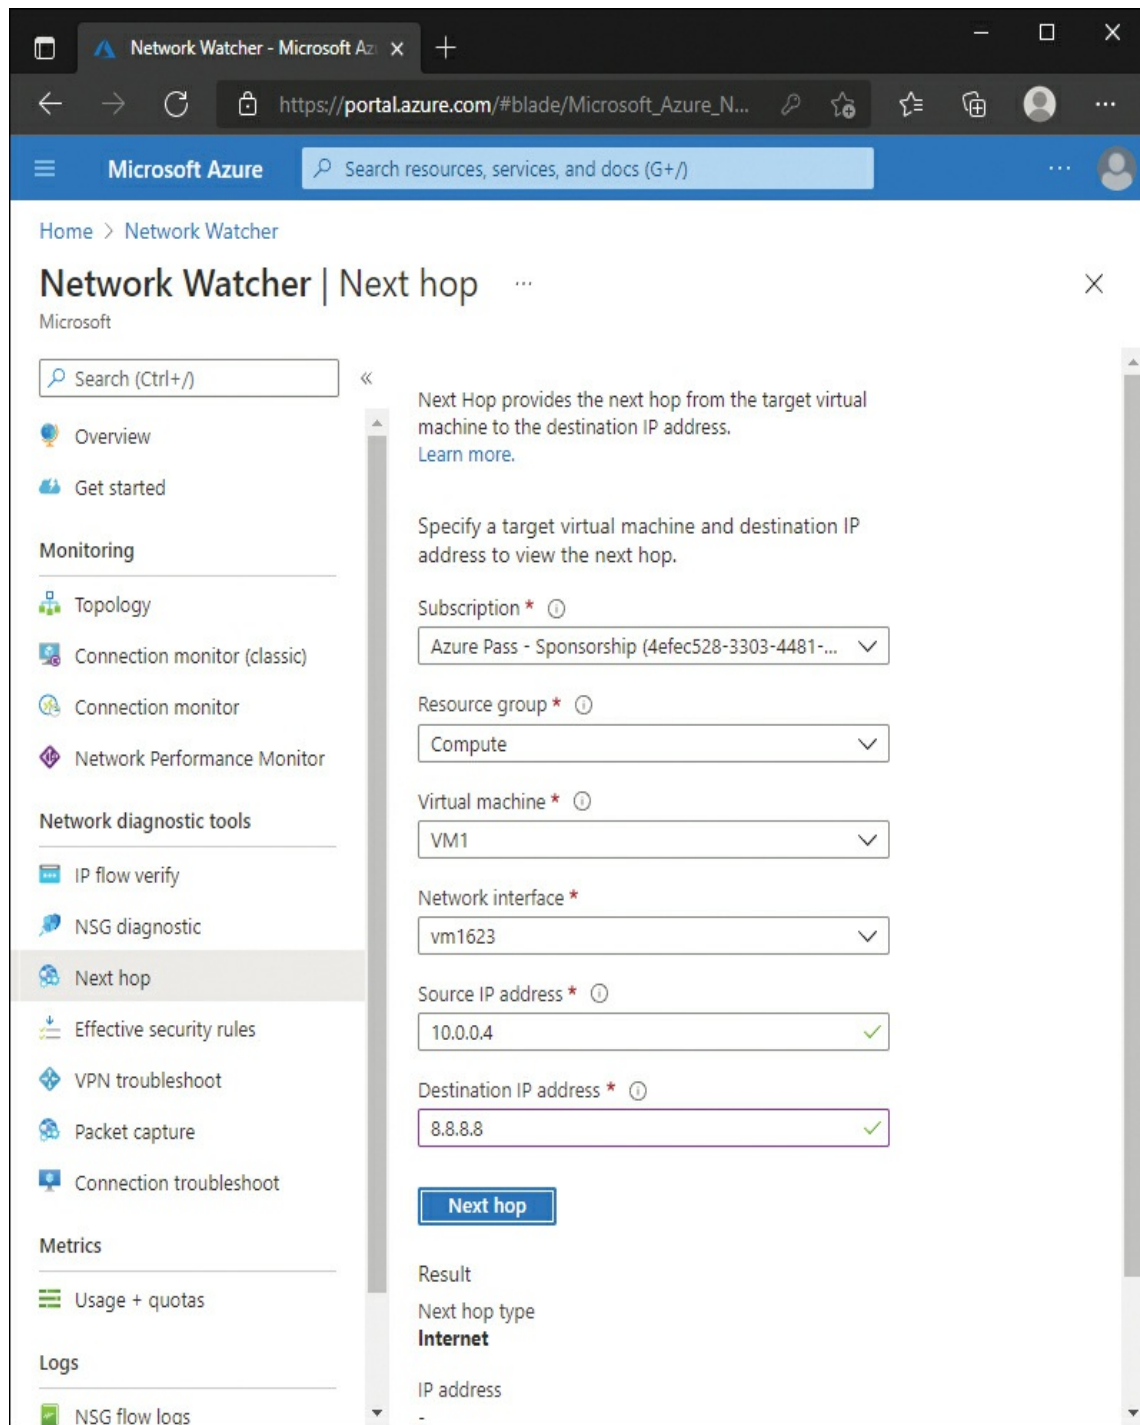 Network Watcher - Microsoft Az
https://portal.azure.com/#blade/Microsoft_Azure_N...
Microsoft Azure
Search resources, services, and docs (G+/)
...
Home > Network Watcher
Network Watcher | Next hop ...
Microsoft
Search (Ctrl+/)
«
Overview
Get started
Monitoring
Topology
Connection monitor (classic)
Connection monitor
Network Performance Monitor
Network diagnostic tools
IP flow verify
NSG diagnostic
Next hop
Effective security rules
VPN troubleshoot
Packet capture
Connection troubleshoot
Metrics
Usage + quotas
Logs
NSG flow logs
Next Hop provides the next hop from the target virtual
machine to the destination IP address.
Learn more.
Specify a target virtual machine and destination IP
address to view the next hop.
Subscription *
Azure Pass - Sponsorship (4efec528-3303-4481-...
Resource group *
Compute
Virtual machine *
VM1
Network interface *
vm1623
Source IP address *
10.0.0.4
Destination IP address *
8.8.8.8
Next hop
Result
Next hop type
Internet
IP address
-